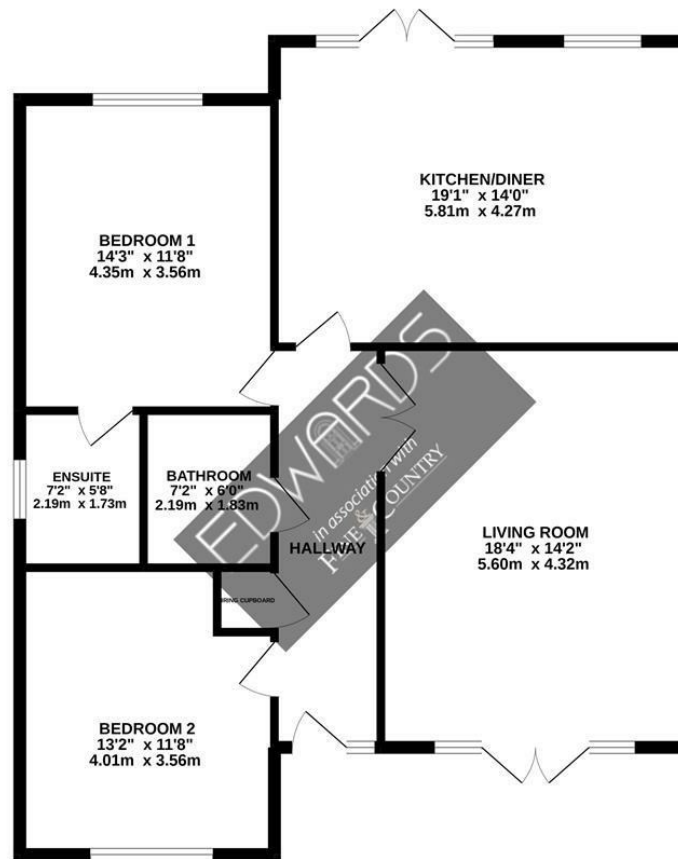 KITCHEN/DINER
19'1" x 14'0"
5.81m x 4.27m
BEDROOM 1
14'3" x 11'8"
4.35m x 3.56m
EDWARDS
in association with
FINE & COUNTRY
ENSUITE
7'2" x 5'8"
2.19m x 1.73m
BATHROOM
7'2" x 6'0"
2.19m x 1.83m
HALLWAY
LIVING ROOM
18'4" x 14'2"
5.60m x 4.32m
CUPBOARD
BEDROOM 2
13'2" x 11'8"
4.01m x 3.56m